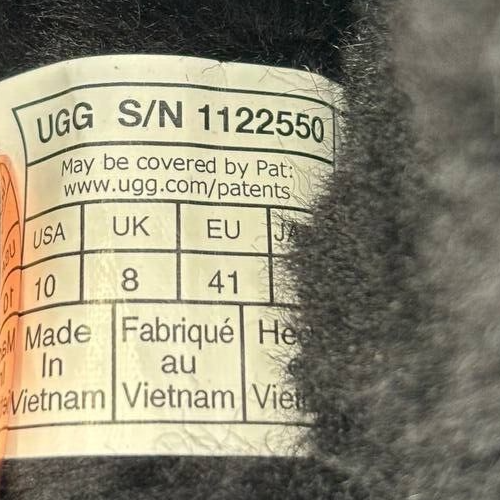 UGG S/N 1122550
May be covered by Pat:
www.ugg.com/patents
USA UK EU
10 8 41
Made Fabriqué
In au
Vietnam Vietnam